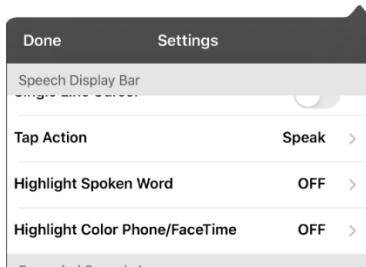 Done Settings
Speech Display Bar
Tap Action Speak
Highlight Spoken Word OFF
Highlight Color Phone/FaceTime OFF